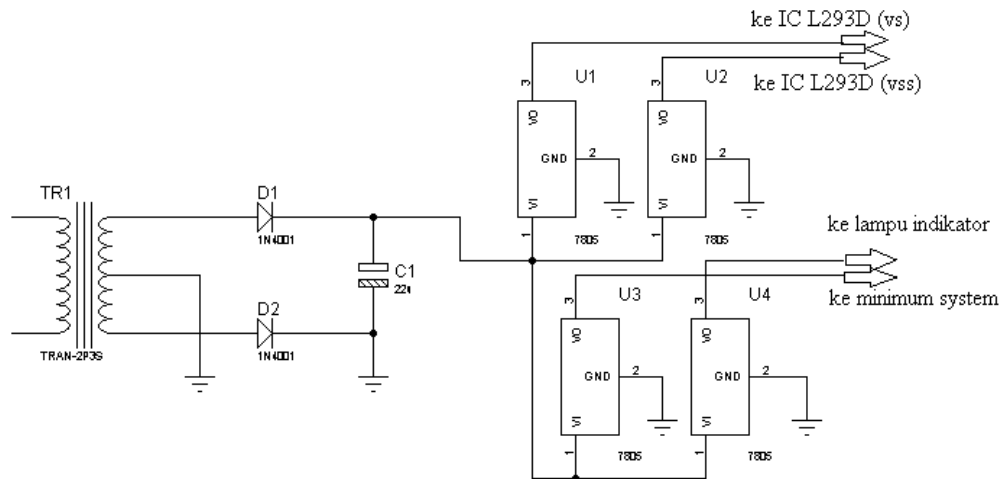 ke IC L293D (vs)
ke IC L293D (vss)
U1
U2
3
3
VO
VO
GND
2
GND
2
VI
VI
1
7805
1
7805
TR1
TRAN-2P3S
D1
1N4001
D2
1N4001
C1
22u
ke lampu indikator
ke minimum system
U3
U4
3
3
VO
VO
GND
2
GND
2
VI
VI
1
7805
1
7805